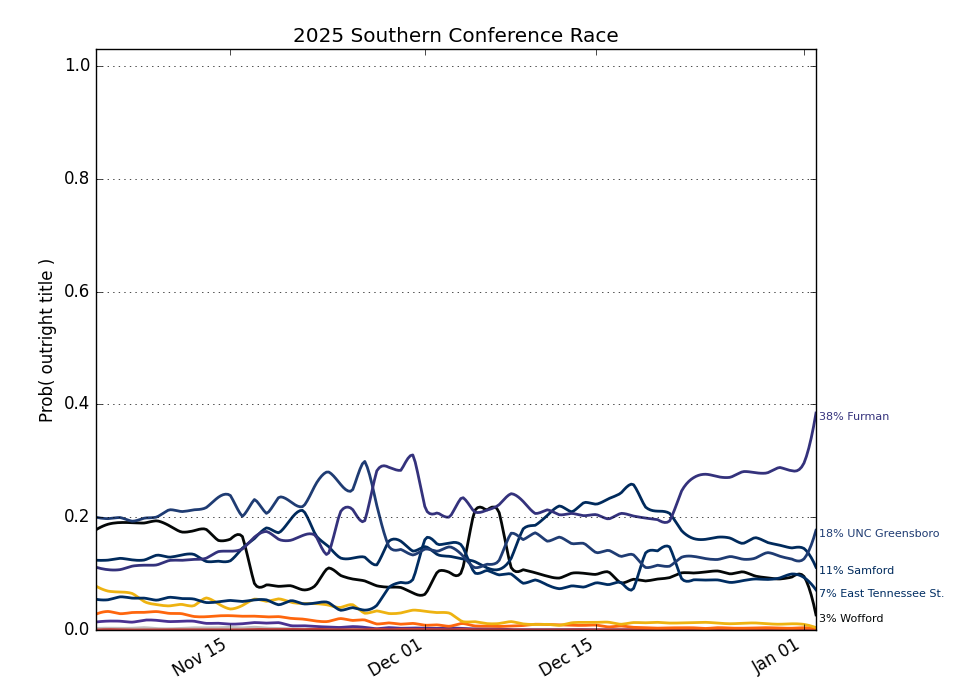 2025 Southern Conference Race
Prob( outright title )
1.0
0.8
0.6
0.4
0.2
0.0
38% Furman
18% UNC Greensboro
11% Samford
7% East Tennessee St.
3% Wofford
Nov 15
Dec 01
Dec 15
Jan 01